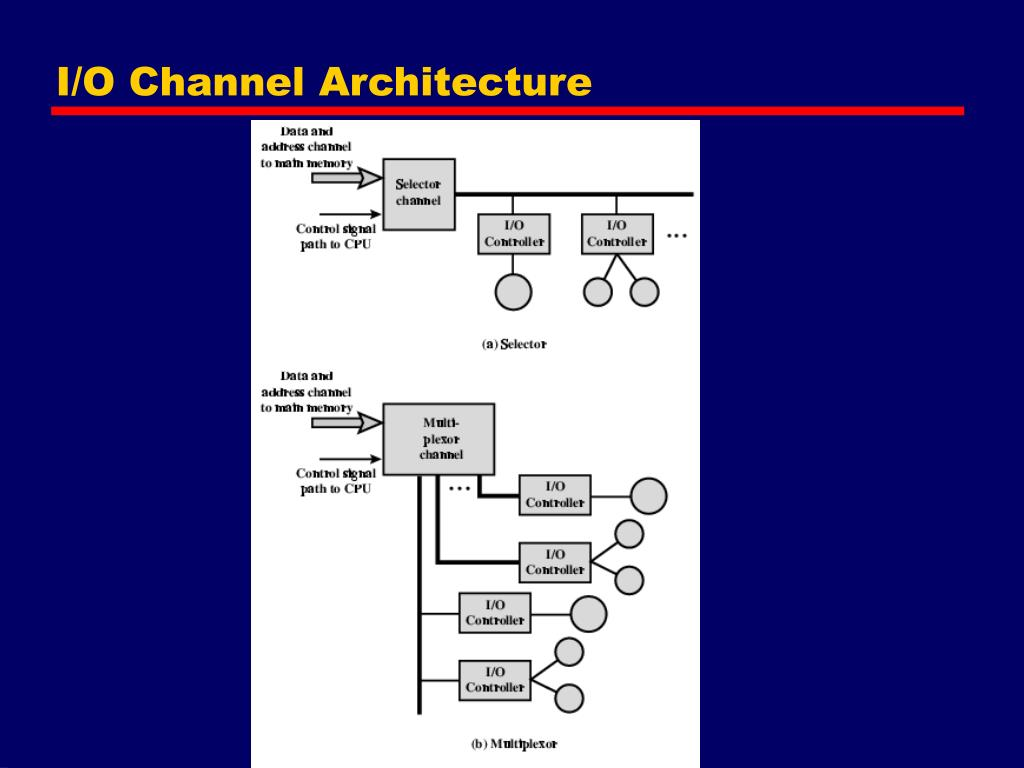 I/O Channel Architecture
Data and
address channel
to main memory
Selector
channel
Control signal
path to CPU
I/O
Controller
I/O
Controller
...
(a) Selector
Data and
address channel
to main memory
Multi-
plexor
channel
Control signal
path to CPU
...
I/O
Controller
I/O
Controller
I/O
Controller
I/O
Controller
(b) Multiplexor